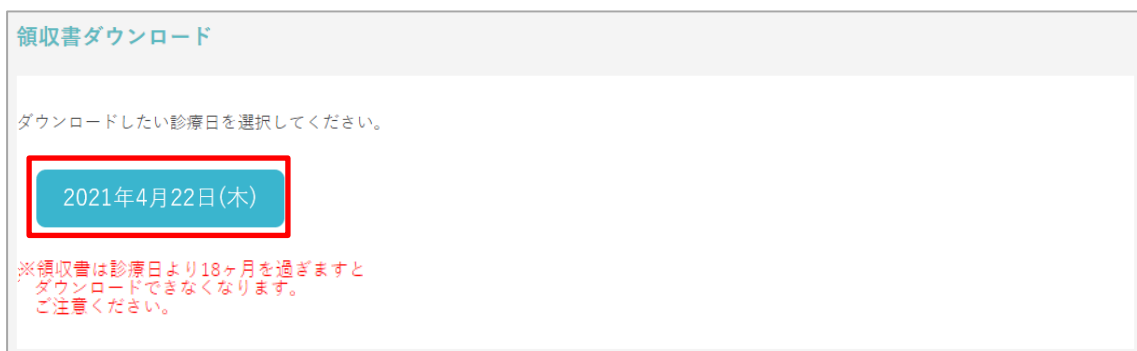 領収書ダウンロード
ダウンロードしたい診療日を選択してください。
2021年4月22日(木)
※領収書は診療日より18ヶ月を過ぎますと
ダウンロードできなくなります。
ご注意ください。